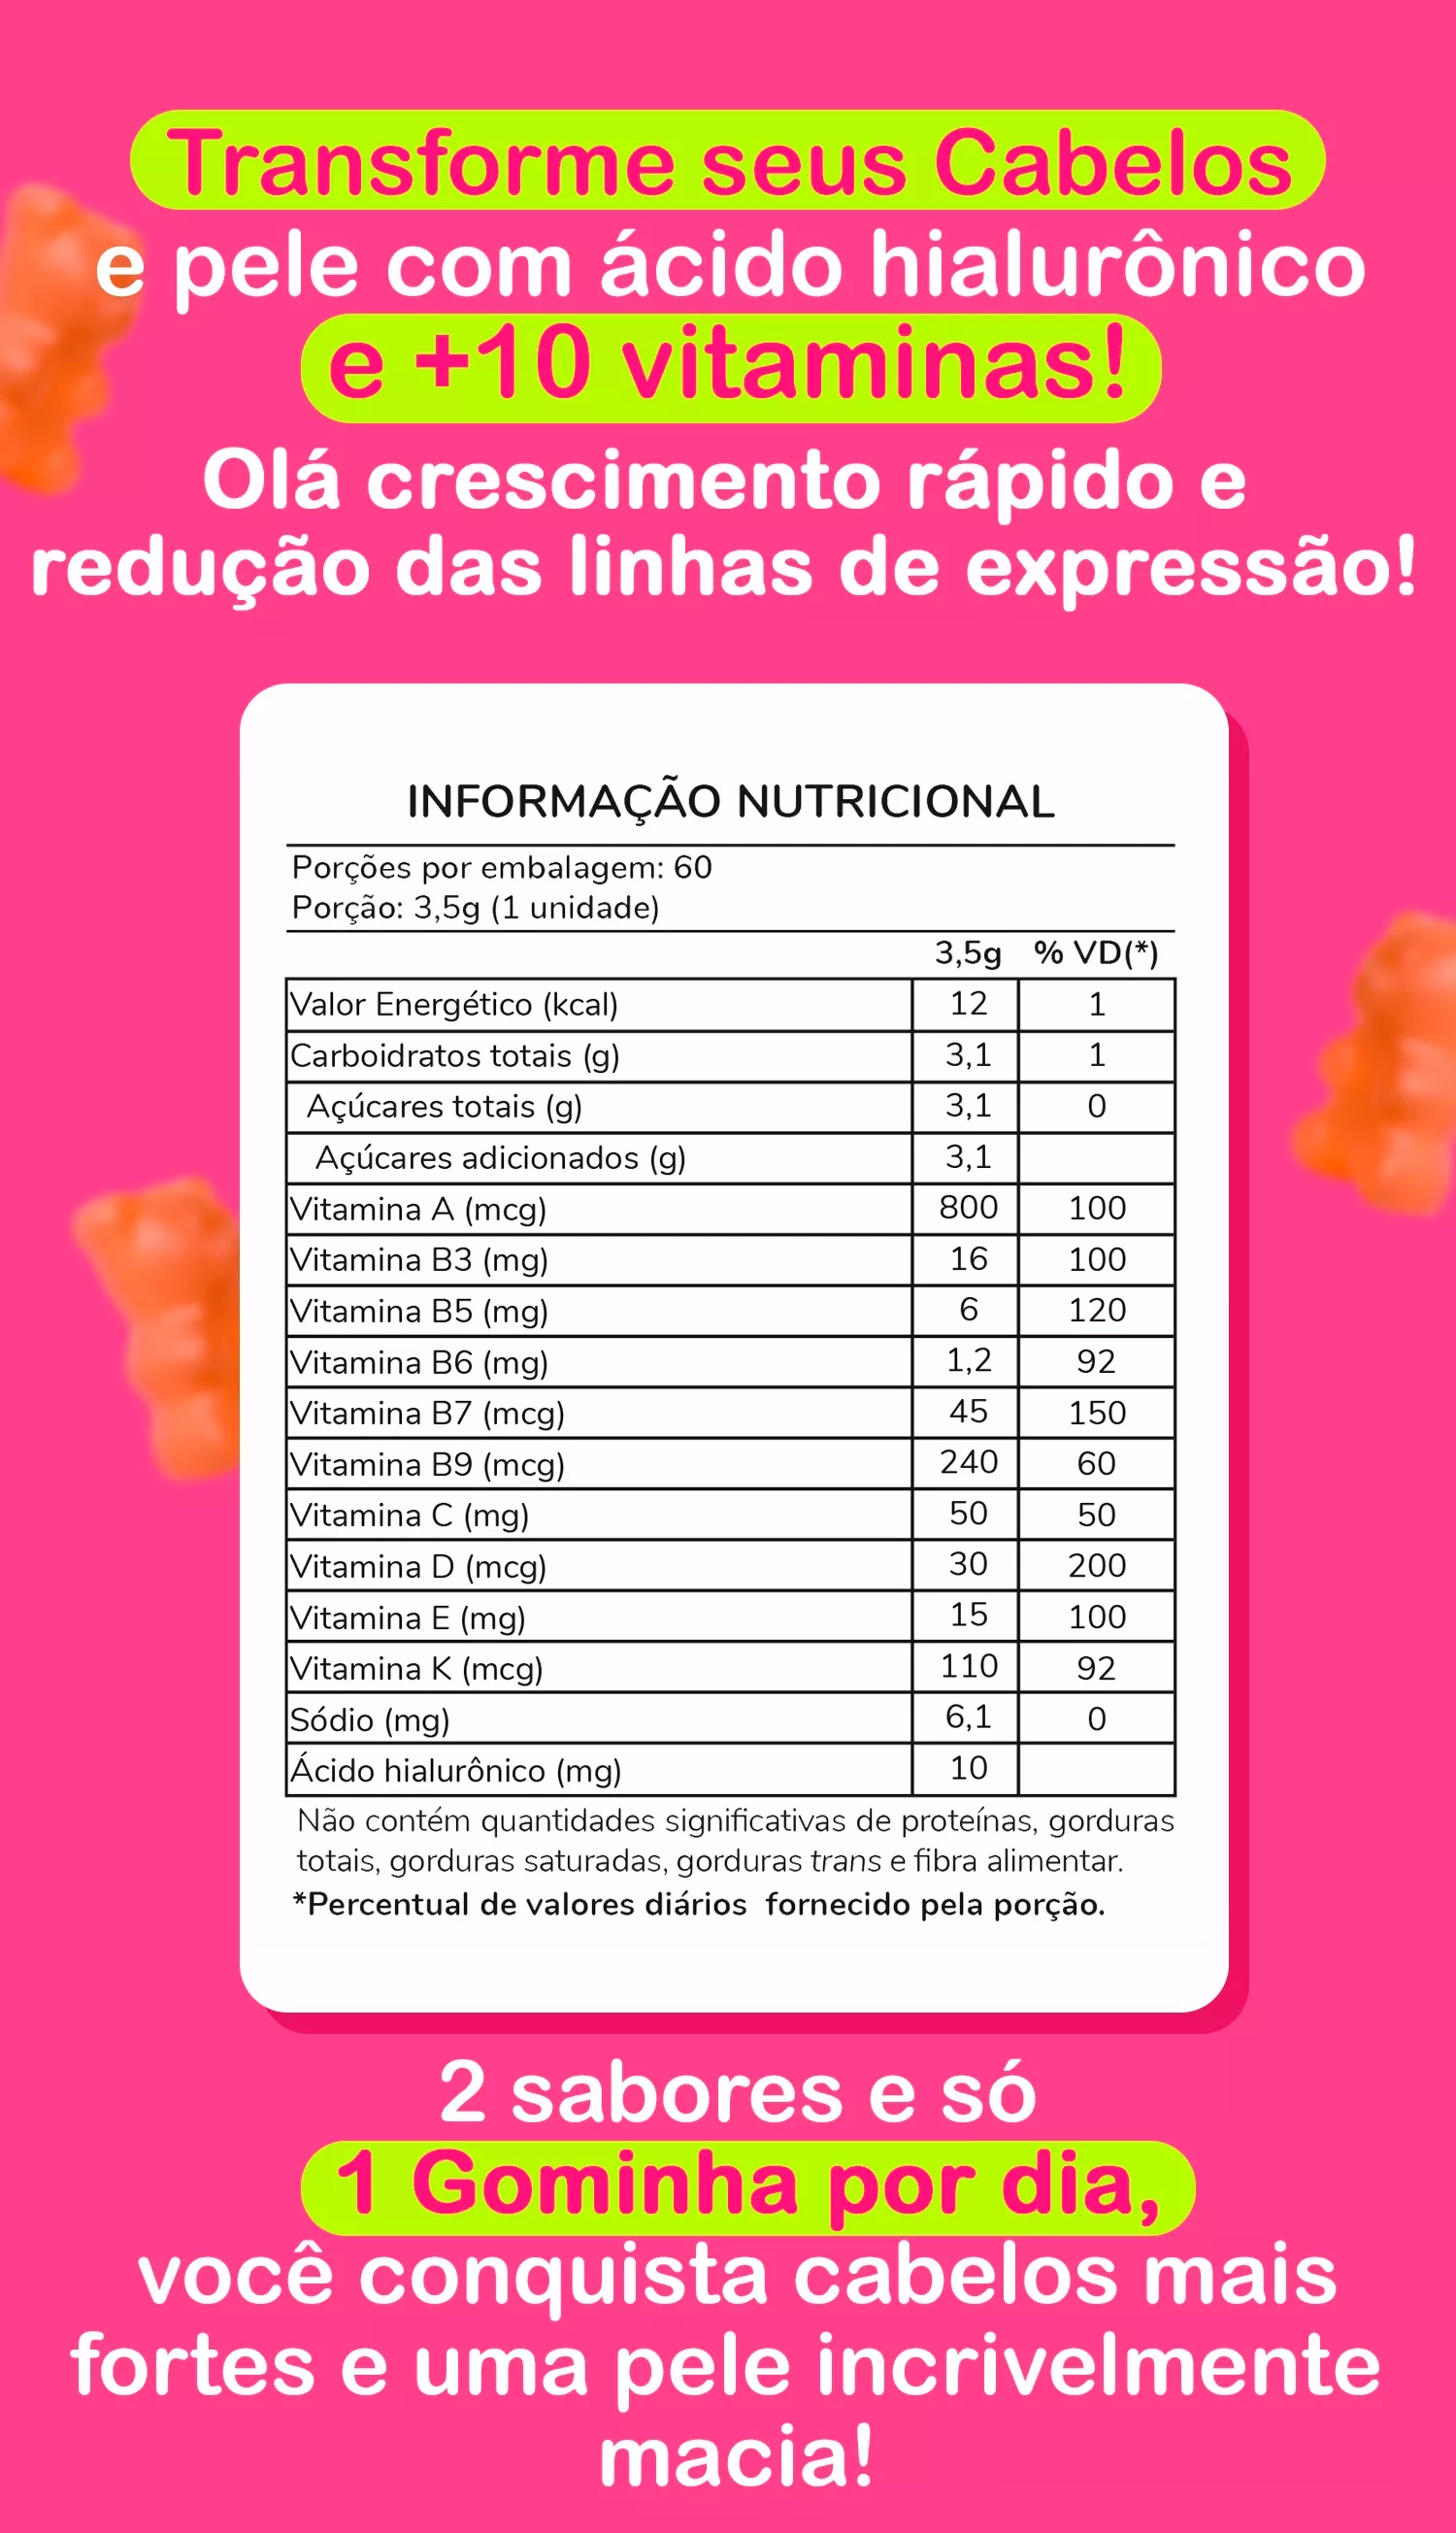 Transforme seus Cabelos
e pele com ácido hialurônico
e +10 vitaminas!
Olá crescimento rápido e
redução das linhas de expressão!
INFORMAÇÃO NUTRICIONAL
Porções por embalagem: 60
Porção: 3,5g (1 unidade)
3,5g % VD(*)
Valor Energético (kcal) 12 1
Carboidratos totais (g) 3,1 1
Açúcares totais (g) 3,1 0
Açúcares adicionados (g) 3,1
Vitamina A (mcg) 800 100
Vitamina B3 (mg) 16 100
Vitamina B5 (mg) 6 120
Vitamina B6 (mg) 1,2 92
Vitamina B7 (mcg) 45 150
Vitamina B9 (mcg) 240 60
Vitamina C (mg) 50 50
Vitamina D (mcg) 30 200
Vitamina E (mg) 15 100
Vitamina K (mcg) 110 92
Sódio (mg) 6,1 0
Ácido hialurônico (mg) 10
Não contém quantidades significativas de proteínas, gorduras
totais, gorduras saturadas, gorduras trans e fibra alimentar.
*Percentual de valores diários fornecido pela porção.
2 sabores e só
1 Gominha por dia,
você conquista cabelos mais
fortes e uma pele incrivelmente
macia!